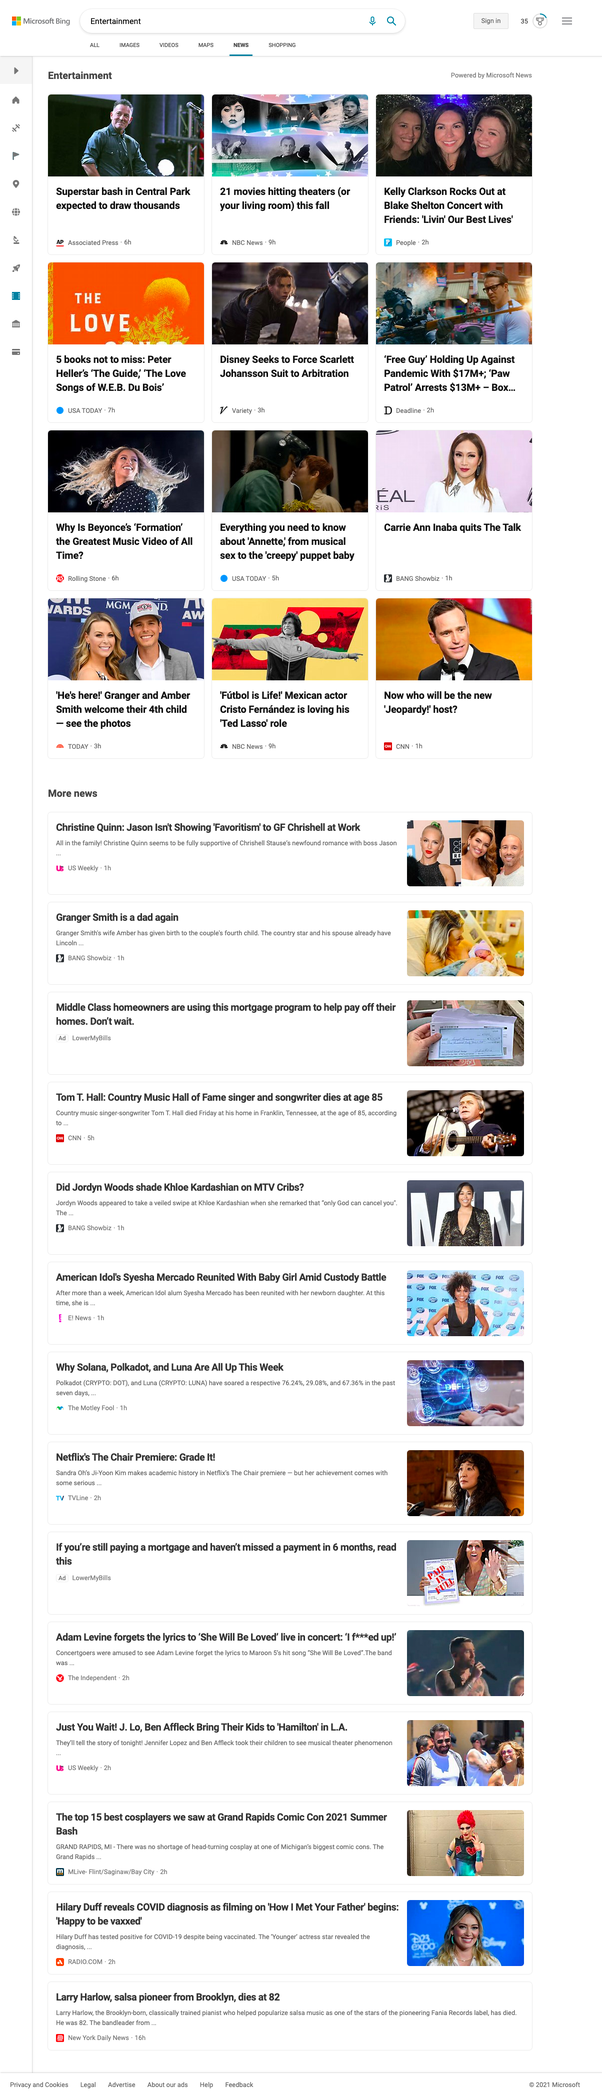 Microsoft Bing
Entertainment
Sign in
35
ALL IMAGES VIDEOS MAPS NEWS SHOPPING
Entertainment
Powered by Microsoft News
Superstar bash in Central Park
expected to draw thousands
AP Associated Press · 6h
21 movies hitting theaters (or
your living room) this fall
NBC News · 9h
Kelly Clarkson Rocks Out at
Blake Shelton Concert with
Friends: 'Livin' Our Best Lives'
People · 2h
THE
LOVE
5 books not to miss: Peter
Heller's 'The Guide,' 'The Love
Songs of W.E.B. Du Bois'
USA TODAY · 7h
Disney Seeks to Force Scarlett
Johansson Suit to Arbitration
Variety · 3h
'Free Guy' Holding Up Against
Pandemic With $17M+; 'Paw
Patrol' Arrests $13M+ – Box...
Deadline · 2h
Why Is Beyonce's 'Formation'
the Greatest Music Video of All
Time?
Rolling Stone · 6h
Everything you need to know
about 'Annette,' from musical
sex to the 'creepy' puppet baby
USA TODAY · 5h
ÉAL
RIS
Carrie Ann Inaba quits The Talk
BANG Showbiz · 1h
WARDS
MGM
'He's here!' Granger and Amber
Smith welcome their 4th child
— see the photos
TODAY · 3h
'Fútbol is Life!' Mexican actor
Cristo Fernández is loving his
'Ted Lasso' role
NBC News · 9h
Now who will be the new
'Jeopardy!' host?
CNN · 1h
More news
Christine Quinn: Jason Isn't Showing 'Favoritism' to GF Chrishell at Work
All in the family! Christine Quinn seems to be fully supportive of Chrishell Stause's newfound romance with boss Jason
...
US Weekly · 1h
Granger Smith is a dad again
Granger Smith's wife Amber has given birth to the couple's fourth child. The country star and his spouse already have
Lincoln ...
BANG Showbiz · 1h
Middle Class homeowners are using this mortgage program to help pay off their
homes. Don't wait.
Ad LowerMyBills
Tom T. Hall: Country Music Hall of Fame singer and songwriter dies at age 85
Country music singer-songwriter Tom T. Hall died Friday at his home in Franklin, Tennessee, at the age of 85, according
to ...
CNN · 5h
Did Jordyn Woods shade Khloe Kardashian on MTV Cribs?
Jordyn Woods appeared to take a veiled swipe at Khloe Kardashian when she remarked that "only God can cancel you".
The ...
BANG Showbiz · 1h
American Idol's Syesha Mercado Reunited With Baby Girl Amid Custody Battle
After more than a week, American Idol alum Syesha Mercado has been reunited with her newborn daughter. At this
time, she is ...
E! News · 1h
FOX
Why Solana, Polkadot, and Luna Are All Up This Week
Polkadot (CRYPTO: DOT), and Luna (CRYPTO: LUNA) have soared a respective 76.24%, 29.08%, and 67.36% in the past
seven days, ...
The Motley Fool · 1h
DEFI
Netflix's The Chair Premiere: Grade It!
Sandra Oh's Ji-Yoon Kim makes academic history in Netflix's The Chair premiere — but her achievement comes with
some serious ...
TV TVLine · 2h
If you're still paying a mortgage and haven't missed a payment in 6 months, read
this
Ad LowerMyBills
PAID IN FULL
Adam Levine forgets the lyrics to 'She Will Be Loved' live in concert: 'I f***ed up!'
Concertgoers were amused to see Adam Levine forget the lyrics to Maroon 5's hit song "She Will Be Loved".The band
was ...
The Independent · 2h
Just You Wait! J. Lo, Ben Affleck Bring Their Kids to 'Hamilton' in L.A.
They'll tell the story of tonight! Jennifer Lopez and Ben Affleck took their children to see musical theater phenomenon
...
US Weekly · 2h
The top 15 best cosplayers we saw at Grand Rapids Comic Con 2021 Summer
Bash
GRAND RAPIDS, MI - There was no shortage of head-turning cosplay at one of Michigan's biggest comic cons. The
Grand Rapids ...
MLive- Flint/Saginaw/Bay City · 2h
Hilary Duff reveals COVID diagnosis as filming on 'How I Met Your Father' begins:
'Happy to be vaxxed'
Hilary Duff has tested positive for COVID-19 despite being vaccinated. The 'Younger' actress star revealed the
diagnosis, ...
RADIO.COM · 2h
D23
EXPO
Disney
Larry Harlow, salsa pioneer from Brooklyn, dies at 82
Larry Harlow, the Brooklyn-born, classically trained pianist who helped popularize salsa music as one of the stars of the pioneering Fania Records label, has died.
He was 82. The bandleader from ...
New York Daily News · 16h
Privacy and Cookies Legal Advertise About our ads Help Feedback
© 2021 Microsoft